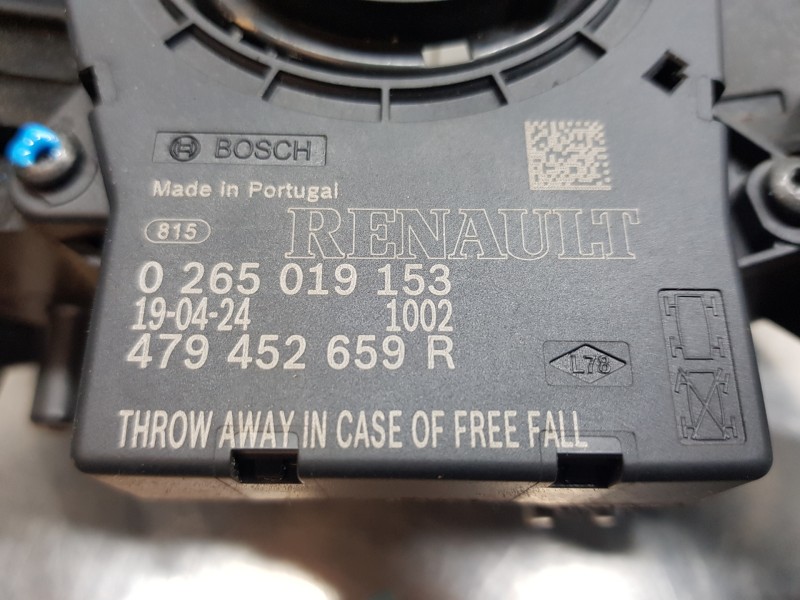 BOSCH
Made in Portugal
815
RENAULT
0 265 019 153
19-04-24 1002
479 452 659 R
L78
THROW AWAY IN CASE OF FREE FALL